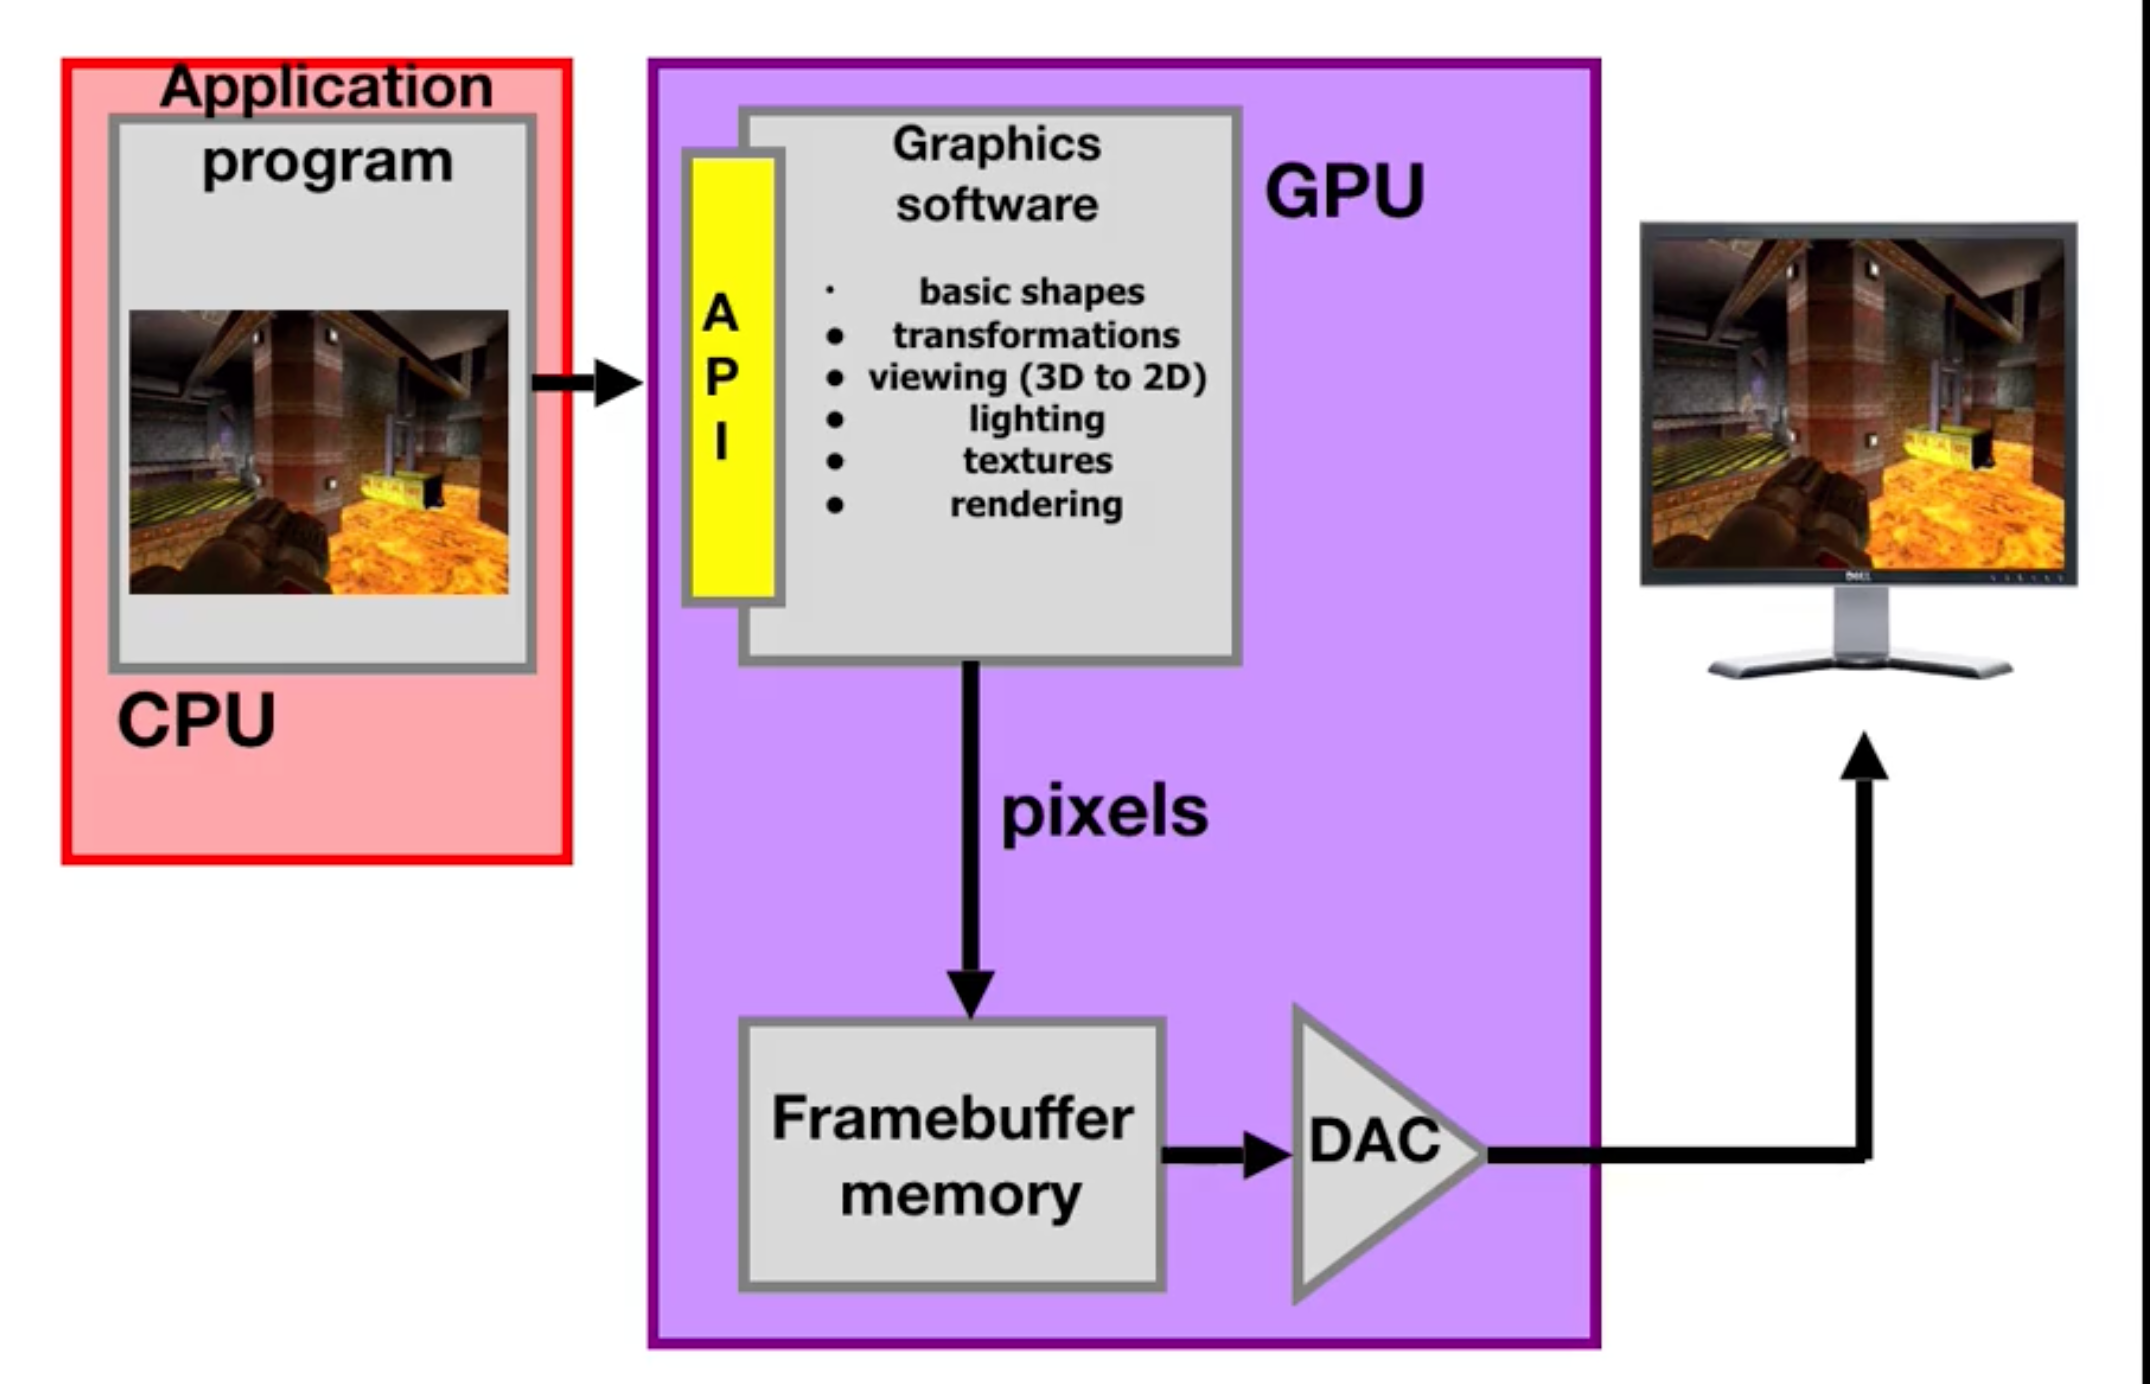 Application
program
CPU
A
P
I
Graphics
software
· basic shapes
● transformations
● viewing (3D to 2D)
● lighting
● textures
● rendering
GPU
pixels
Framebuffer
memory
DAC
DELL